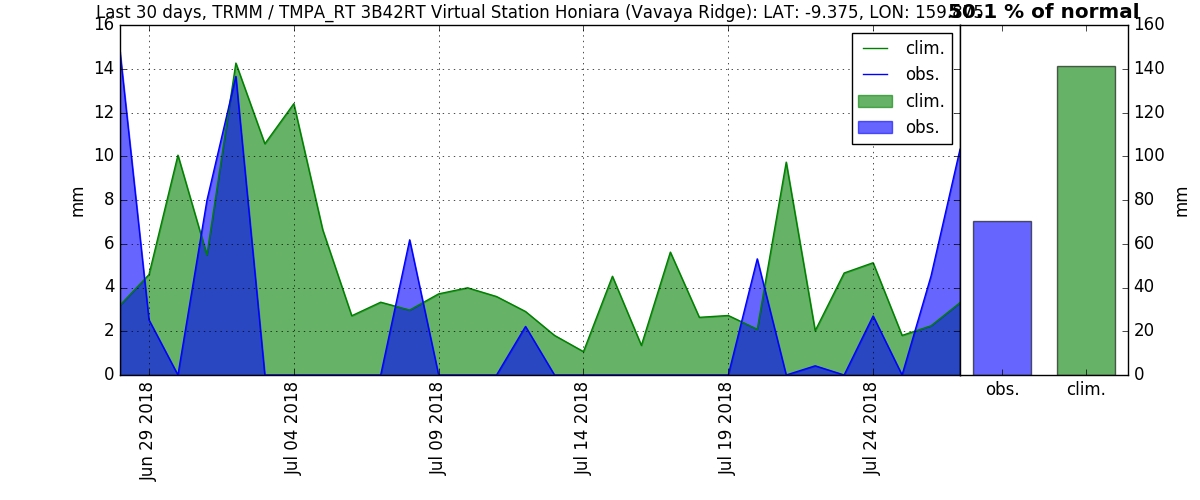 Last 30 days, TRMM / TMPA_RT 3B42RT Virtual Station Honiara (Vavaya Ridge): LAT: -9.375, LON:
50.1 % of normal
16
14
12
10
8
6
4
2
0
mm
clim.
obs.
clim.
obs.
160
140
120
100
80
60
40
20
0
mm
obs.
clim.
Jun 29 2018
Jul 04 2018
Jul 09 2018
Jul 14 2018
Jul 19 2018
Jul 24 2018